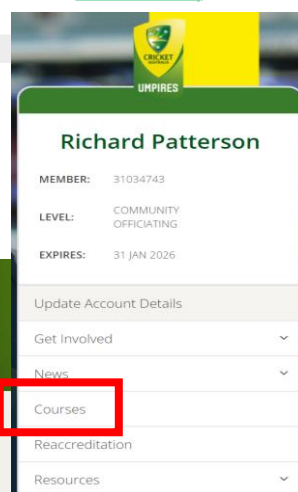 CRICKET
AUSTRALIA
UMPIRES
Richard Patterson
MEMBER: 31034743
LEVEL: COMMUNITY
OFFICIATING
EXPIRES: 31 JAN 2026
Update Account Details
Get Involved
News
Courses
Reaccreditation
Resources